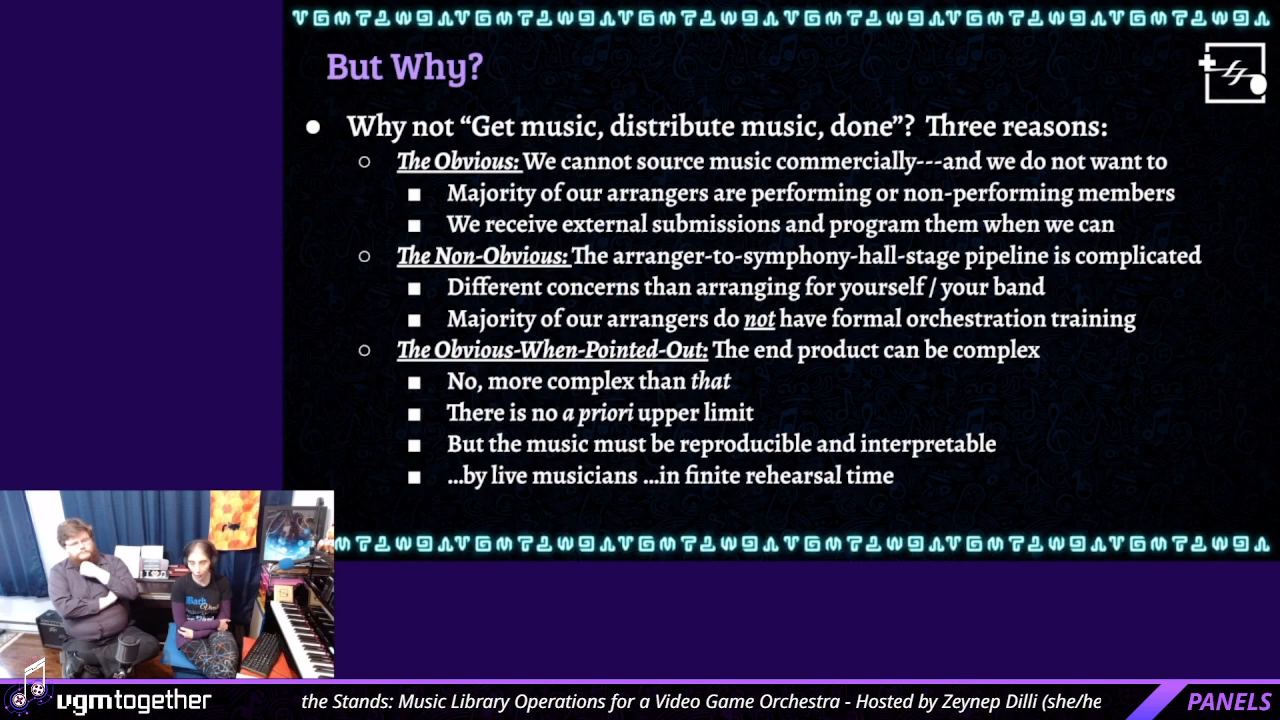 But Why?
Why not “Get music, distribute music, done”? Three reasons:
The Obvious: We cannot source music commercially---and we do not want to
Majority of our arrangers are performing or non-performing members
We receive external submissions and program them when we can
The Non-Obvious: The arranger-to-symphony-hall-stage pipeline is complicated
Different concerns than arranging for yourself / your band
Majority of our arrangers do not have formal orchestration training
The Obvious-When-Pointed-Out: The end product can be complex
No, more complex than that
There is no a priori upper limit
But the music must be reproducible and interpretable
...by live musicians ...in finite rehearsal time
vgmtogether
the Stands: Music Library Operations for a Video Game Orchestra - Hosted by Zeynep Dilli (she/he
PANELS